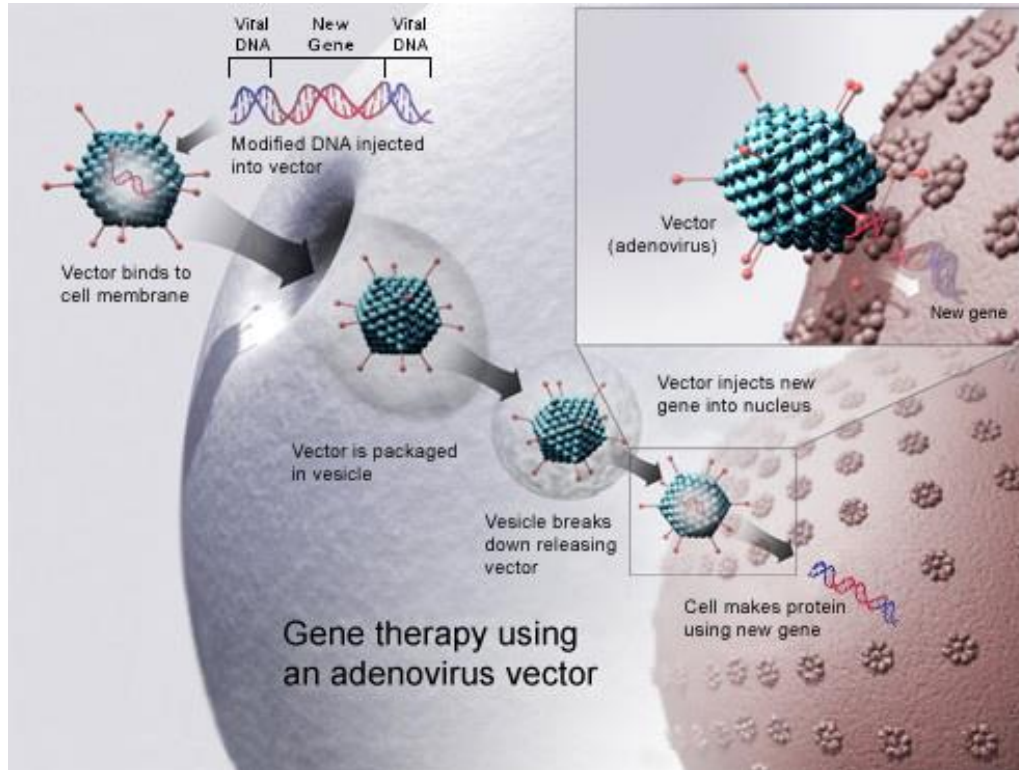 Viral New Viral
DNA Gene DNA
Modified DNA injected
into vector
Vector binds to
cell membrane
Vector
(adenovirus)
New gene
Vector is packaged
in vesicle
Vector injects new
gene into nucleus
Vesicle breaks
down releasing
vector
Cell makes protein
using new gene
Gene therapy using
an adenovirus vector